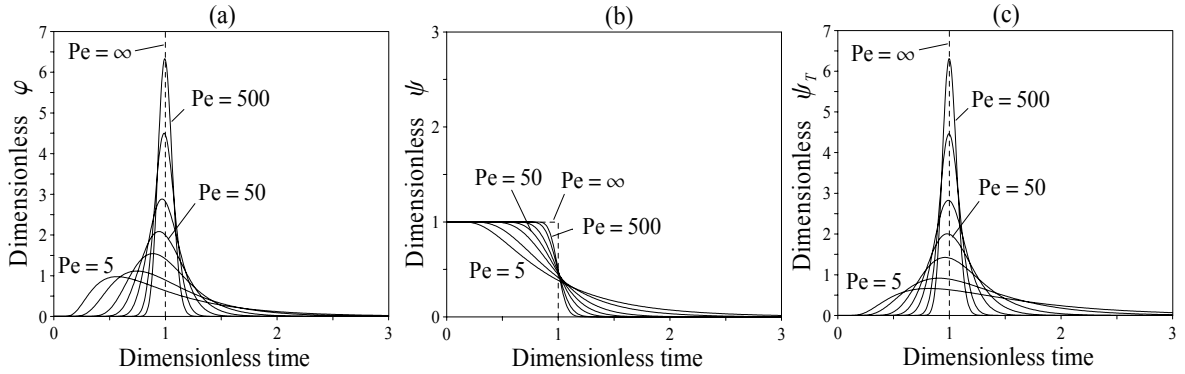 (a)
7
6
5
4
3
2
1
0
0
1
2
3
Dimensionless φ
Dimensionless time
Pe = ∞
Pe = 500
Pe = 50
Pe = 5
(b)
3
2
1
0
0
1
2
3
Dimensionless ψ
Dimensionless time
Pe = 50
Pe = ∞
Pe = 500
Pe = 5
(c)
7
6
5
4
3
2
1
0
0
1
2
3
Dimensionless ψ_T
Dimensionless time
Pe = ∞
Pe = 500
Pe = 50
Pe = 5